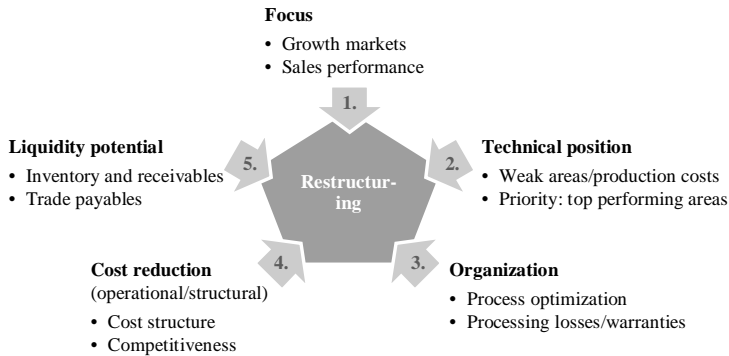 Focus
• Growth markets
• Sales performance
1.
Technical position
• Weak areas/production costs
• Priority: top performing areas
2.
Organization
• Process optimization
• Processing losses/warranties
3.
Cost reduction
(operational/structural)
• Cost structure
• Competitiveness
4.
Liquidity potential
• Inventory and receivables
• Trade payables
5.
Restructur-
ing